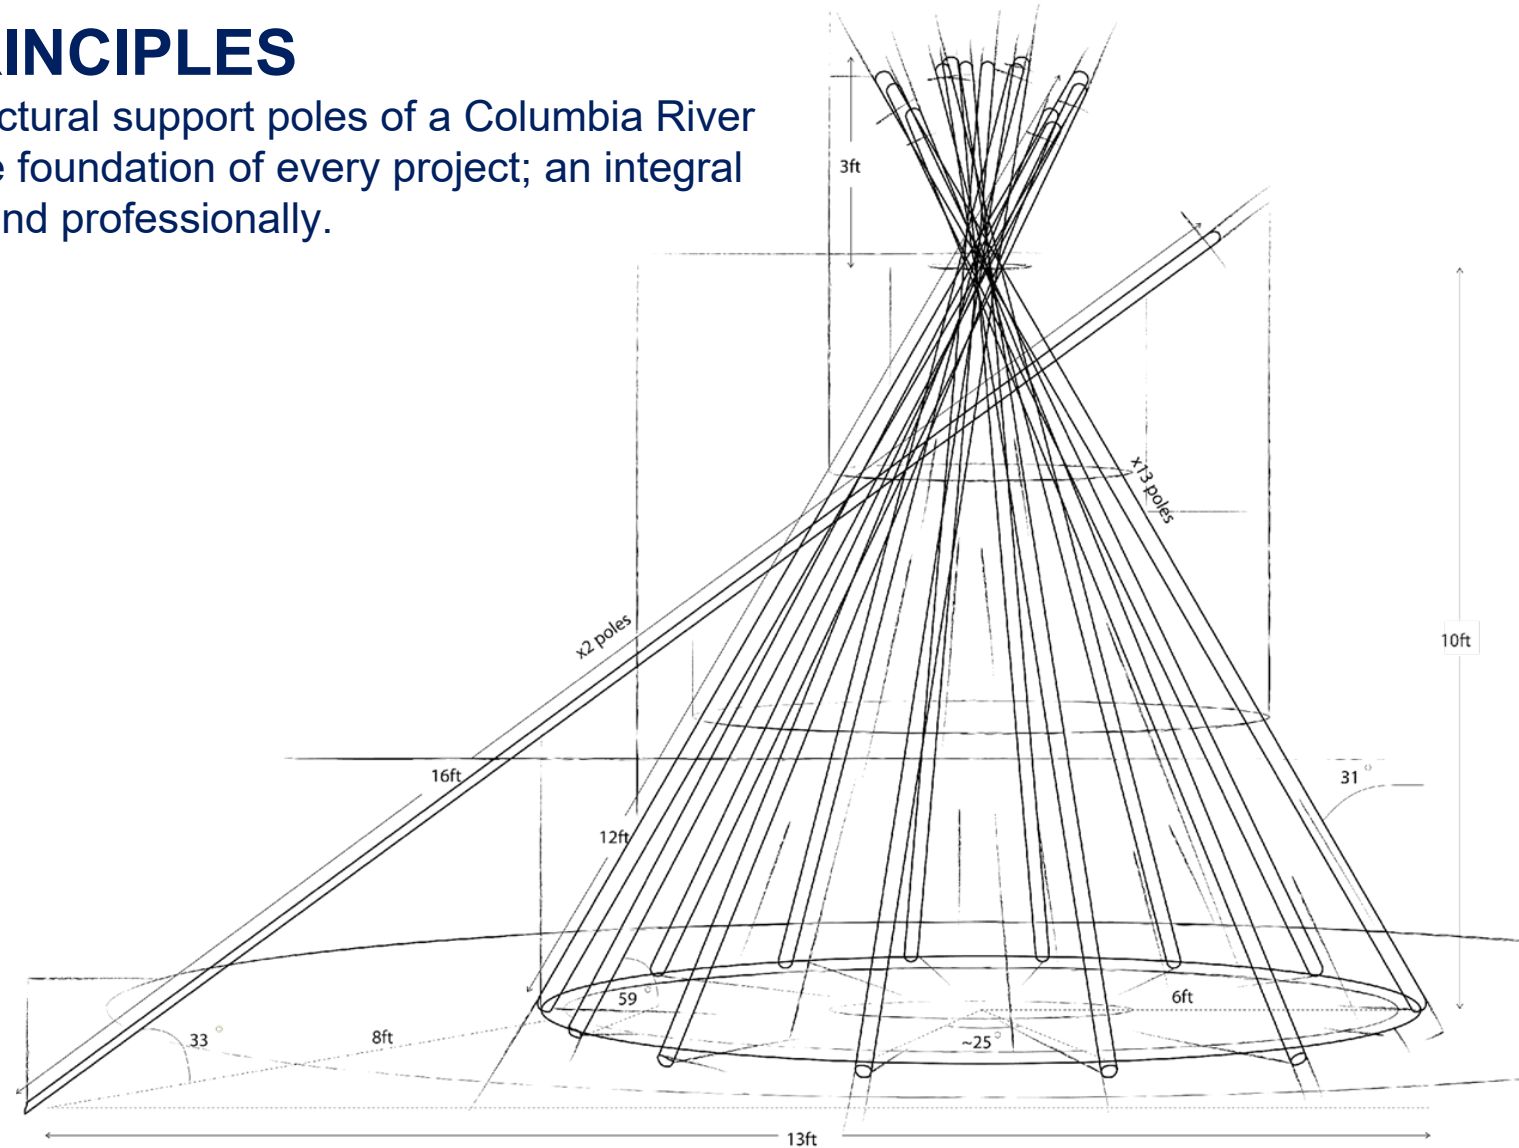 RINCIPLES
ctural support poles of a Columbia River
e foundation of every project; an integral
nd professionally.
3ft
x13 poles
x2 poles
10ft
16ft
31°
12ft
59°
6ft
33°
8ft
~25°
13ft